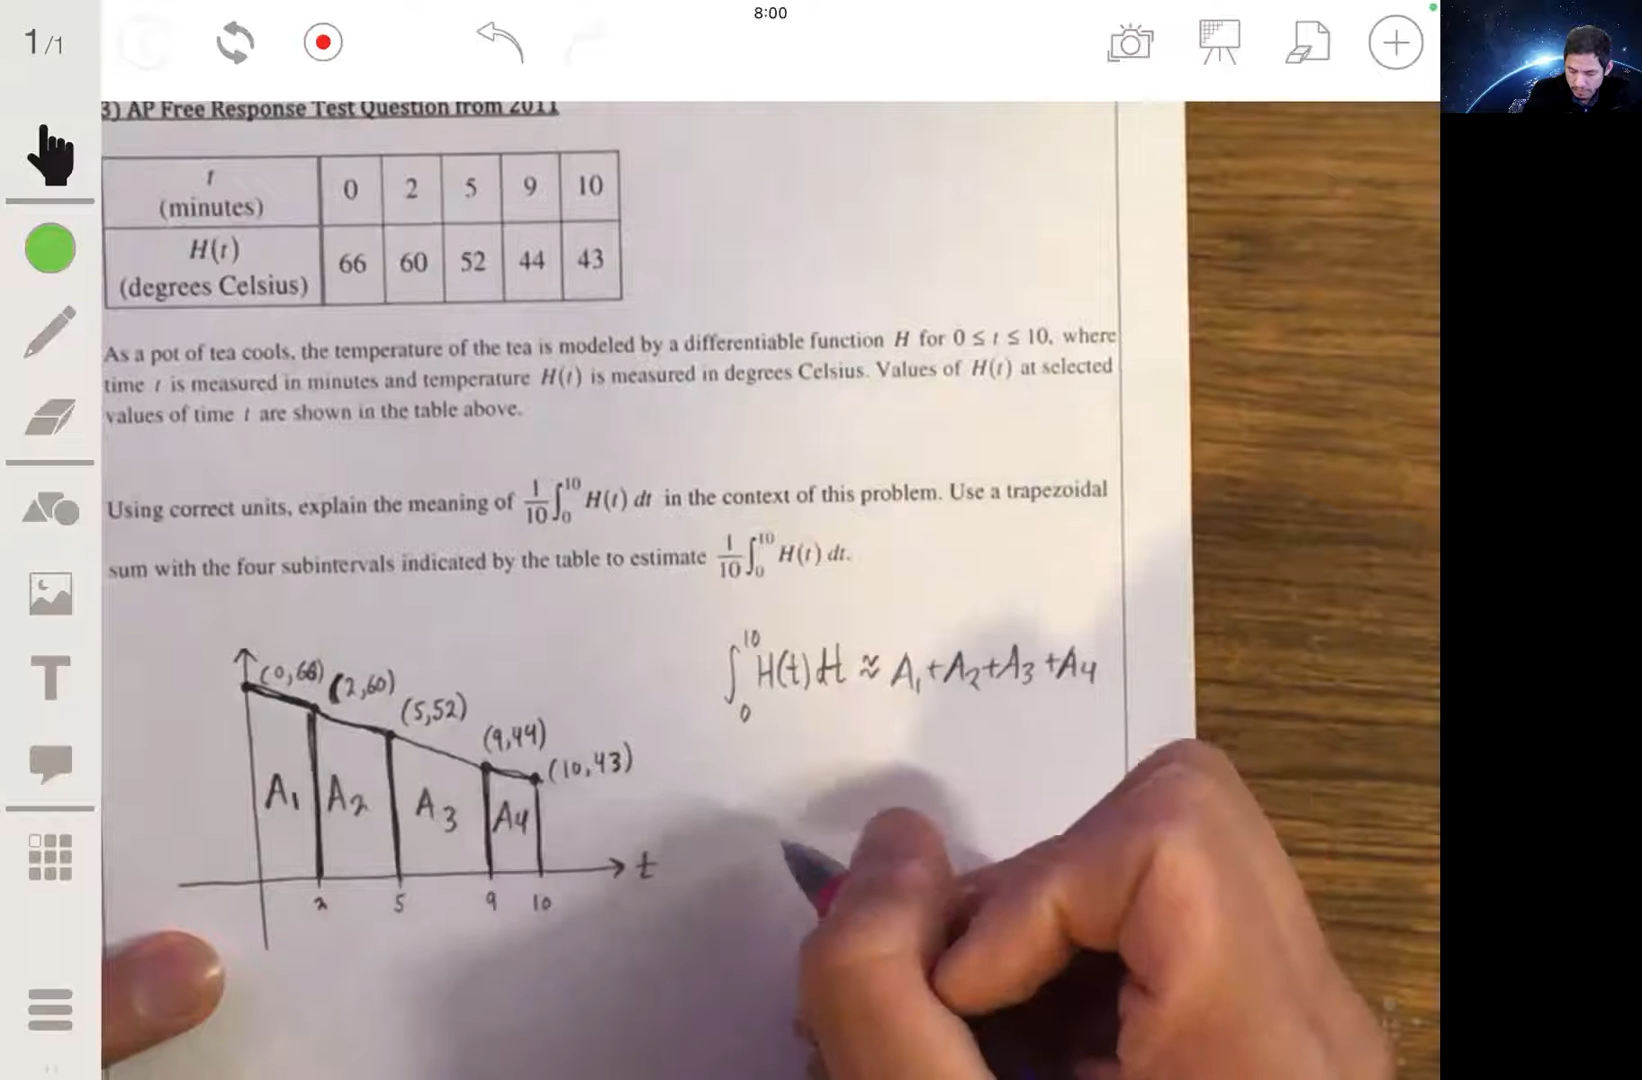 8:00
1/1
3) AP Free Response Test Question from 2011
t (minutes) 0 2 5 9 10
H(t) (degrees Celsius) 66 60 52 44 43
As a pot of tea cools, the temperature of the tea is modeled by a differentiable function H for 0 ≤ t ≤ 10, where
time t is measured in minutes and temperature H(t) is measured in degrees Celsius. Values of H(t) at selected
values of time t are shown in the table above.
Using correct units, explain the meaning of 1/10 ∫₀¹⁰ H(t) dt in the context of this problem. Use a trapezoidal
sum with the four subintervals indicated by the table to estimate 1/10 ∫₀¹⁰ H(t) dt.
∫₀¹⁰ H(t) dt ≈ A₁+A₂+A₃+A₄
(0,66) (2,60)
(5,52)
(9,44)
(10,43)
A₁ A₂ A₃ A₄
t
2 5 9 10
T